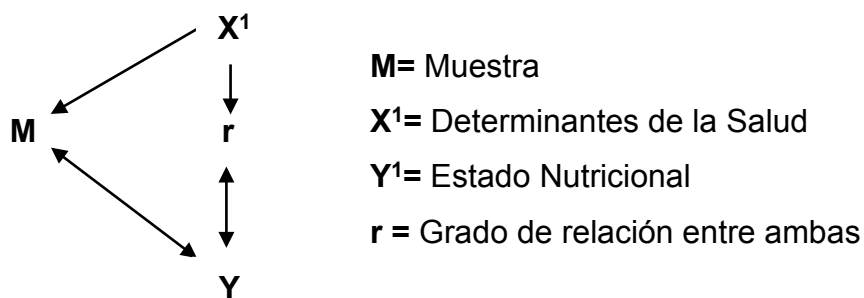 X¹
M= Muestra
X¹= Determinantes de la Salud
M
r
Y¹= Estado Nutricional
r = Grado de relación entre ambas
Y